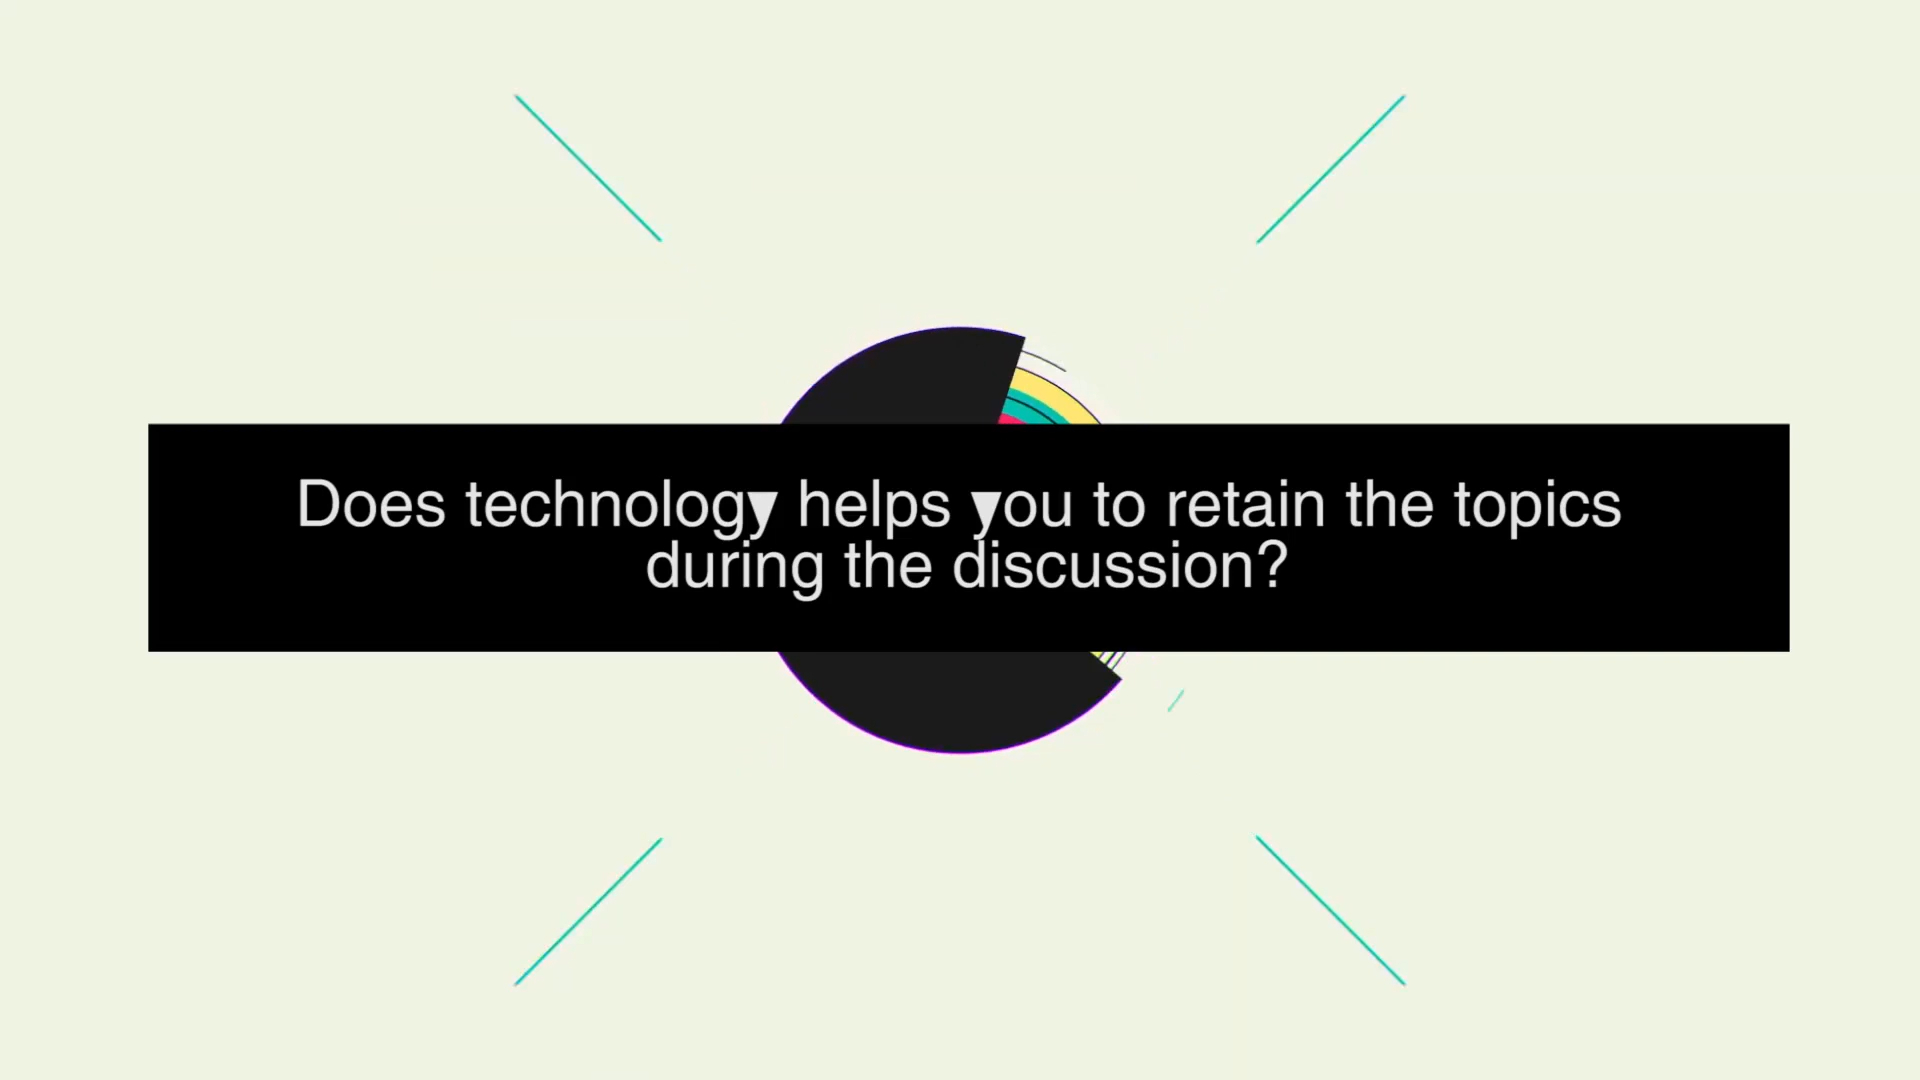 Does technology helps you to retain the topics
during the discussion?